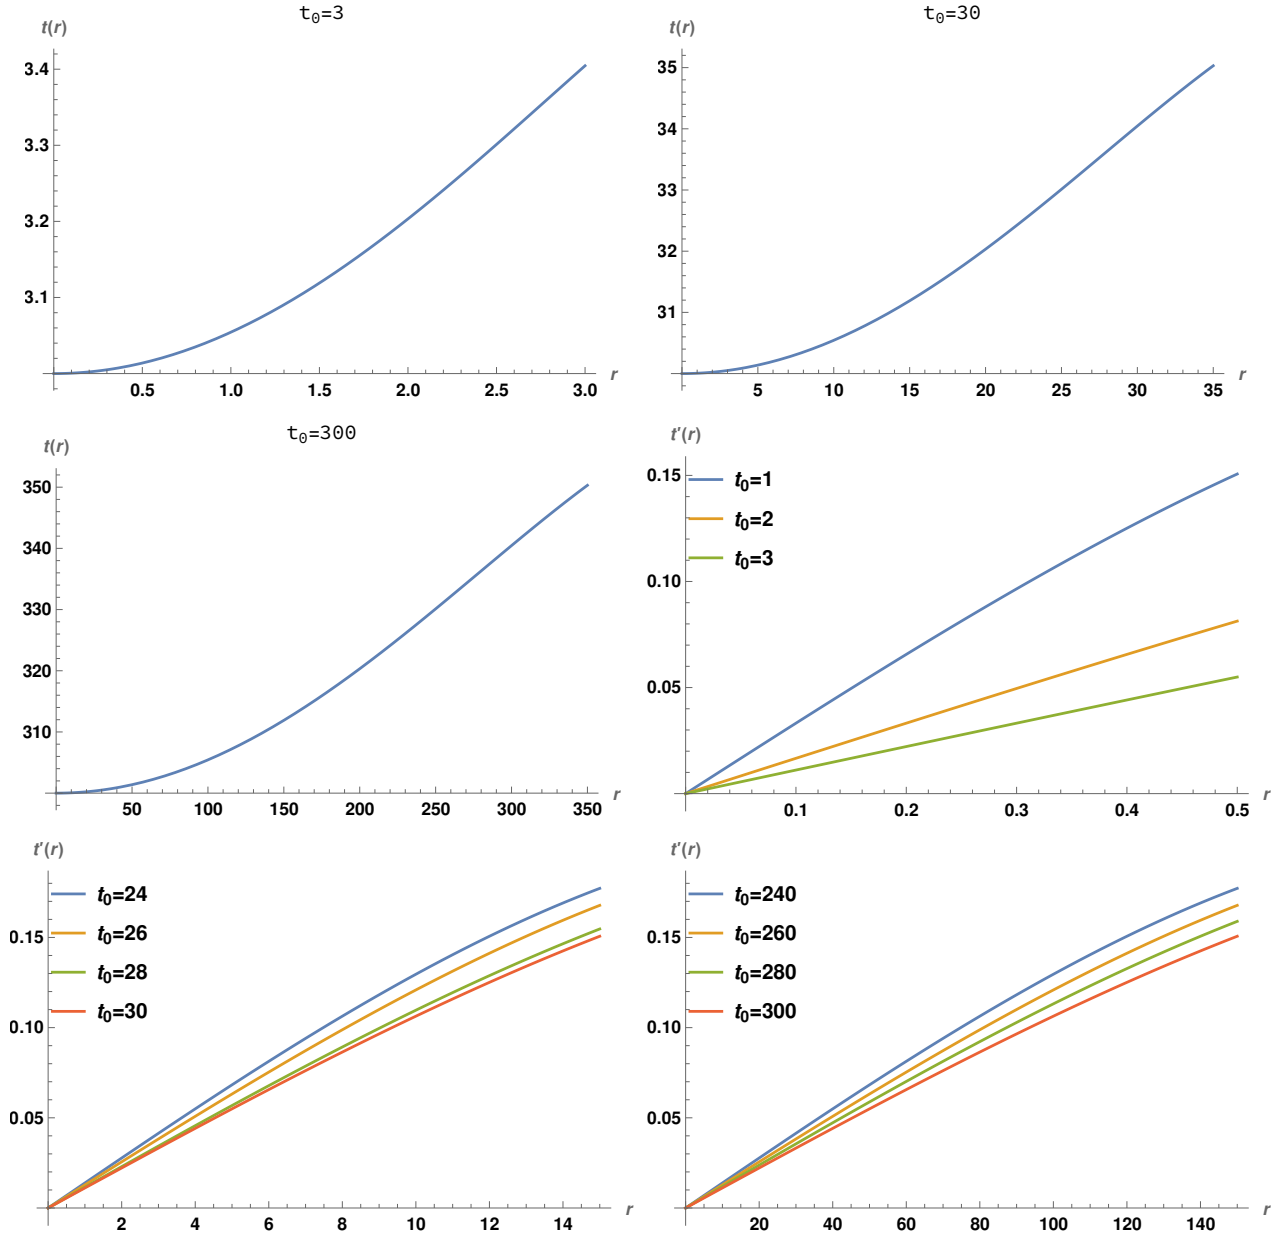 t₀=3
t(r)
3.4
3.3
3.2
3.1
0.5 1.0 1.5 2.0 2.5 3.0 r
t₀=30
t(r)
35
34
33
32
31
5 10 15 20 25 30 35 r
t₀=300
t(r)
350
340
330
320
310
50 100 150 200 250 300 350 r
t′(r)
0.15
0.10
0.05
t₀=1
t₀=2
t₀=3
0.1 0.2 0.3 0.4 0.5 r
t′(r)
0.15
0.10
0.05
t₀=24
t₀=26
t₀=28
t₀=30
2 4 6 8 10 12 14 r
t′(r)
0.15
0.10
0.05
t₀=240
t₀=260
t₀=280
t₀=300
20 40 60 80 100 120 140 r